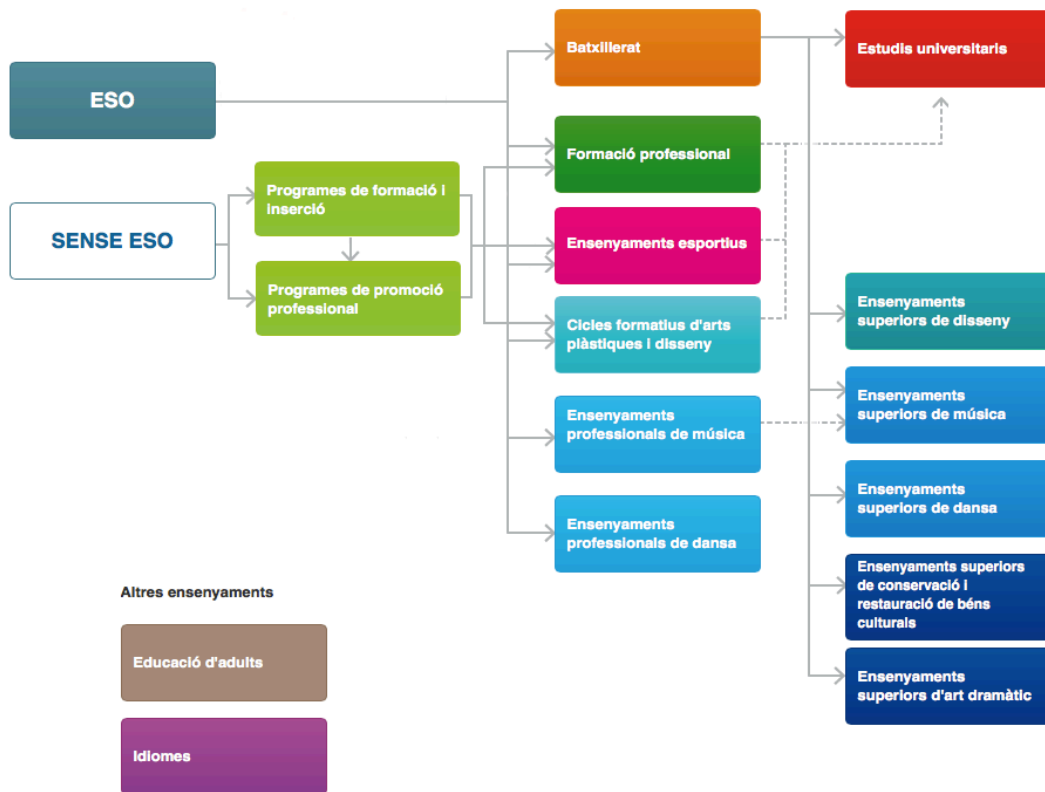 ESO
SENSE ESO
Programes de formació i
inserció
Programes de promoció
professional
Batxillerat
Formació professional
Ensenyaments esportius
Cicles formatius d'arts
plàstiques i disseny
Ensenyaments
professionals de música
Ensenyaments
professionals de dansa
Estudis universitaris
Ensenyaments
superiors de disseny
Ensenyaments
superiors de música
Ensenyaments
superiors de dansa
Ensenyaments superiors
de conservació i
restauració de béns
culturals
Ensenyaments
superiors d'art dramàtic
Altres ensenyaments
Educació d'adults
Idiomes